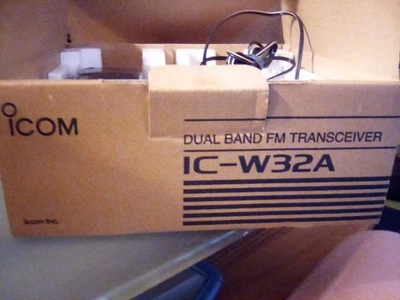 ICOM
DUAL BAND FM TRANSCEIVER
IC-W32A
Icom Inc.